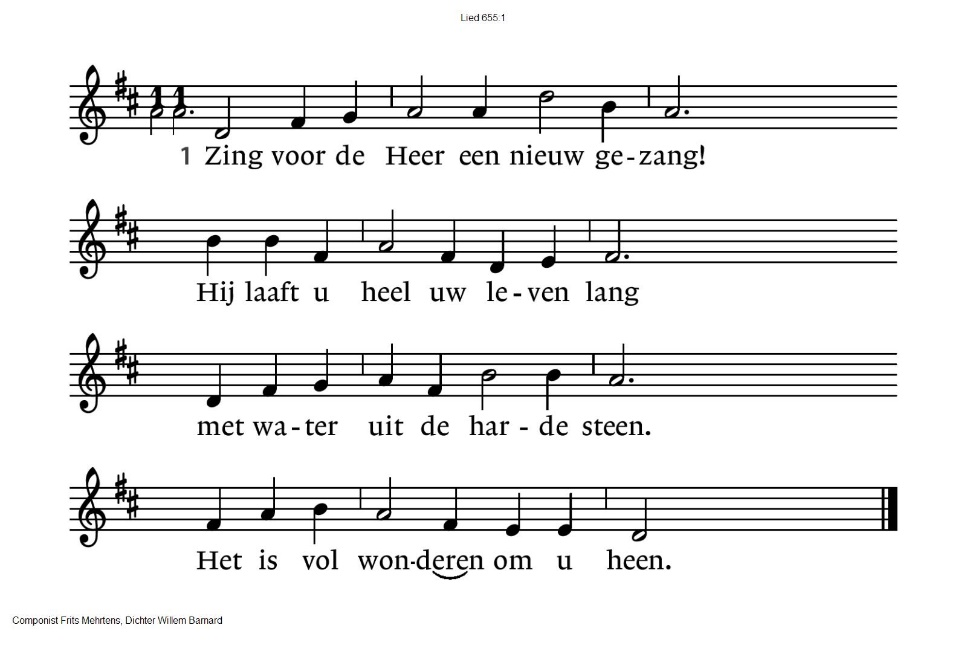 Lied 655:1
1 1
1 Zing voor de Heer een nieuw ge-zang!
Hij laaft u heel uw le-ven lang
met wa-ter uit de har-de steen.
Het is vol won-deren om u heen.
Componist Frits Mehrtens, Dichter Willem Barnard